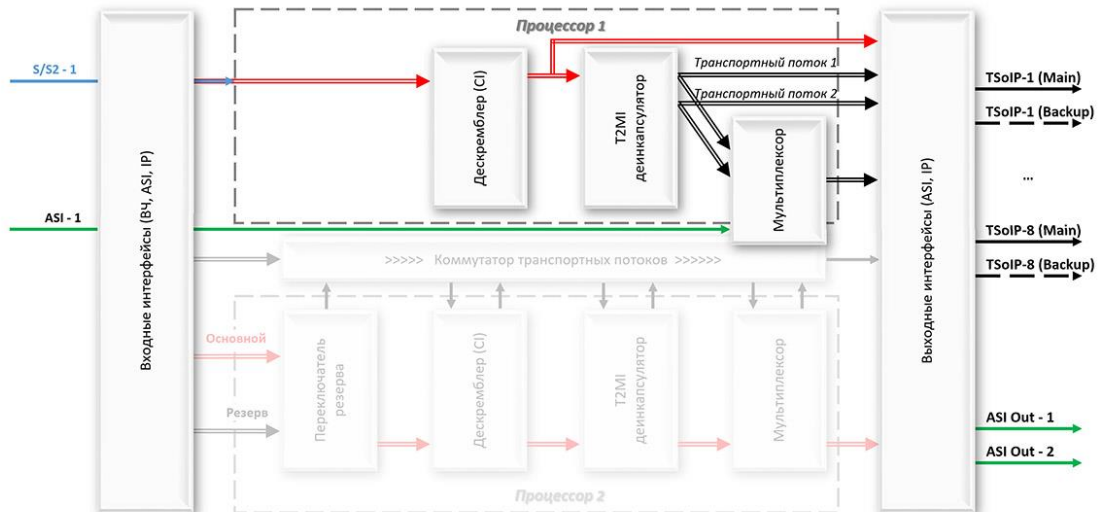 Процессор 1
S/S2 - 1
Транспортный поток 1
Транспортный поток 2
TSoIP-1 (Main)
TSoIP-1 (Backup)
Входные интерфейсы (ВЧ, ASI, IP)
Дескремблер (CI)
T2MI
деинкапсулятор
Мультиплексор
Выходные интерфейсы (ASI, IP)
...
ASI - 1
TSoIP-8 (Main)
TSoIP-8 (Backup)
>>>>> Коммутатор транспортных потоков >>>>>>
Основной
Резерв
Переключатель
резерва
Дескремблер (CI)
T2MI
деинкапсулятор
Мультиплексор
ASI Out - 1
ASI Out - 2
Процессор 2